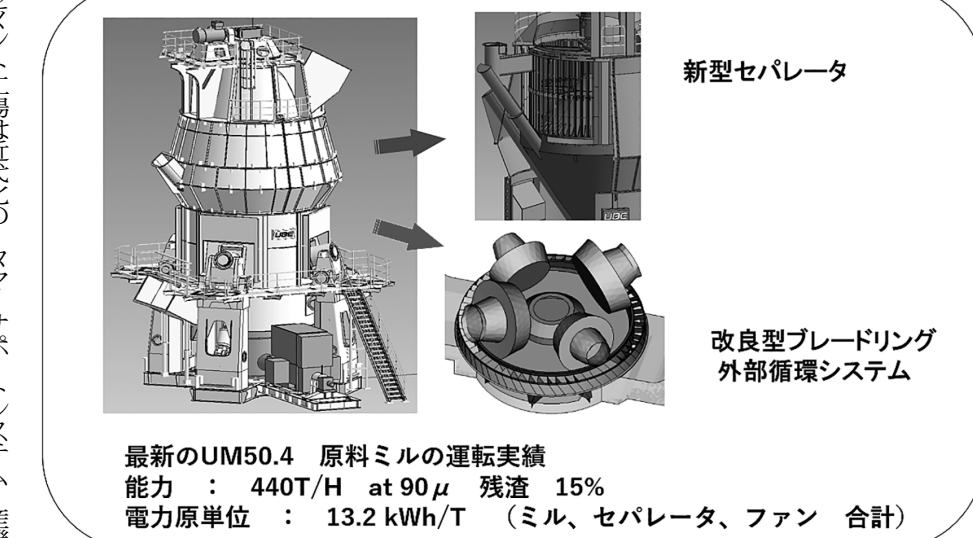 新型セパレータ
UBE
UBE
改良型ブレードリング
外部循環システム
最新のUM50.4 原料ミルの運転実績
能力 ： 440T/H at 90μ 残渣 15%
電力原単位 ： 13.2 kWh/T （ミル、セパレータ、ファン 合計）